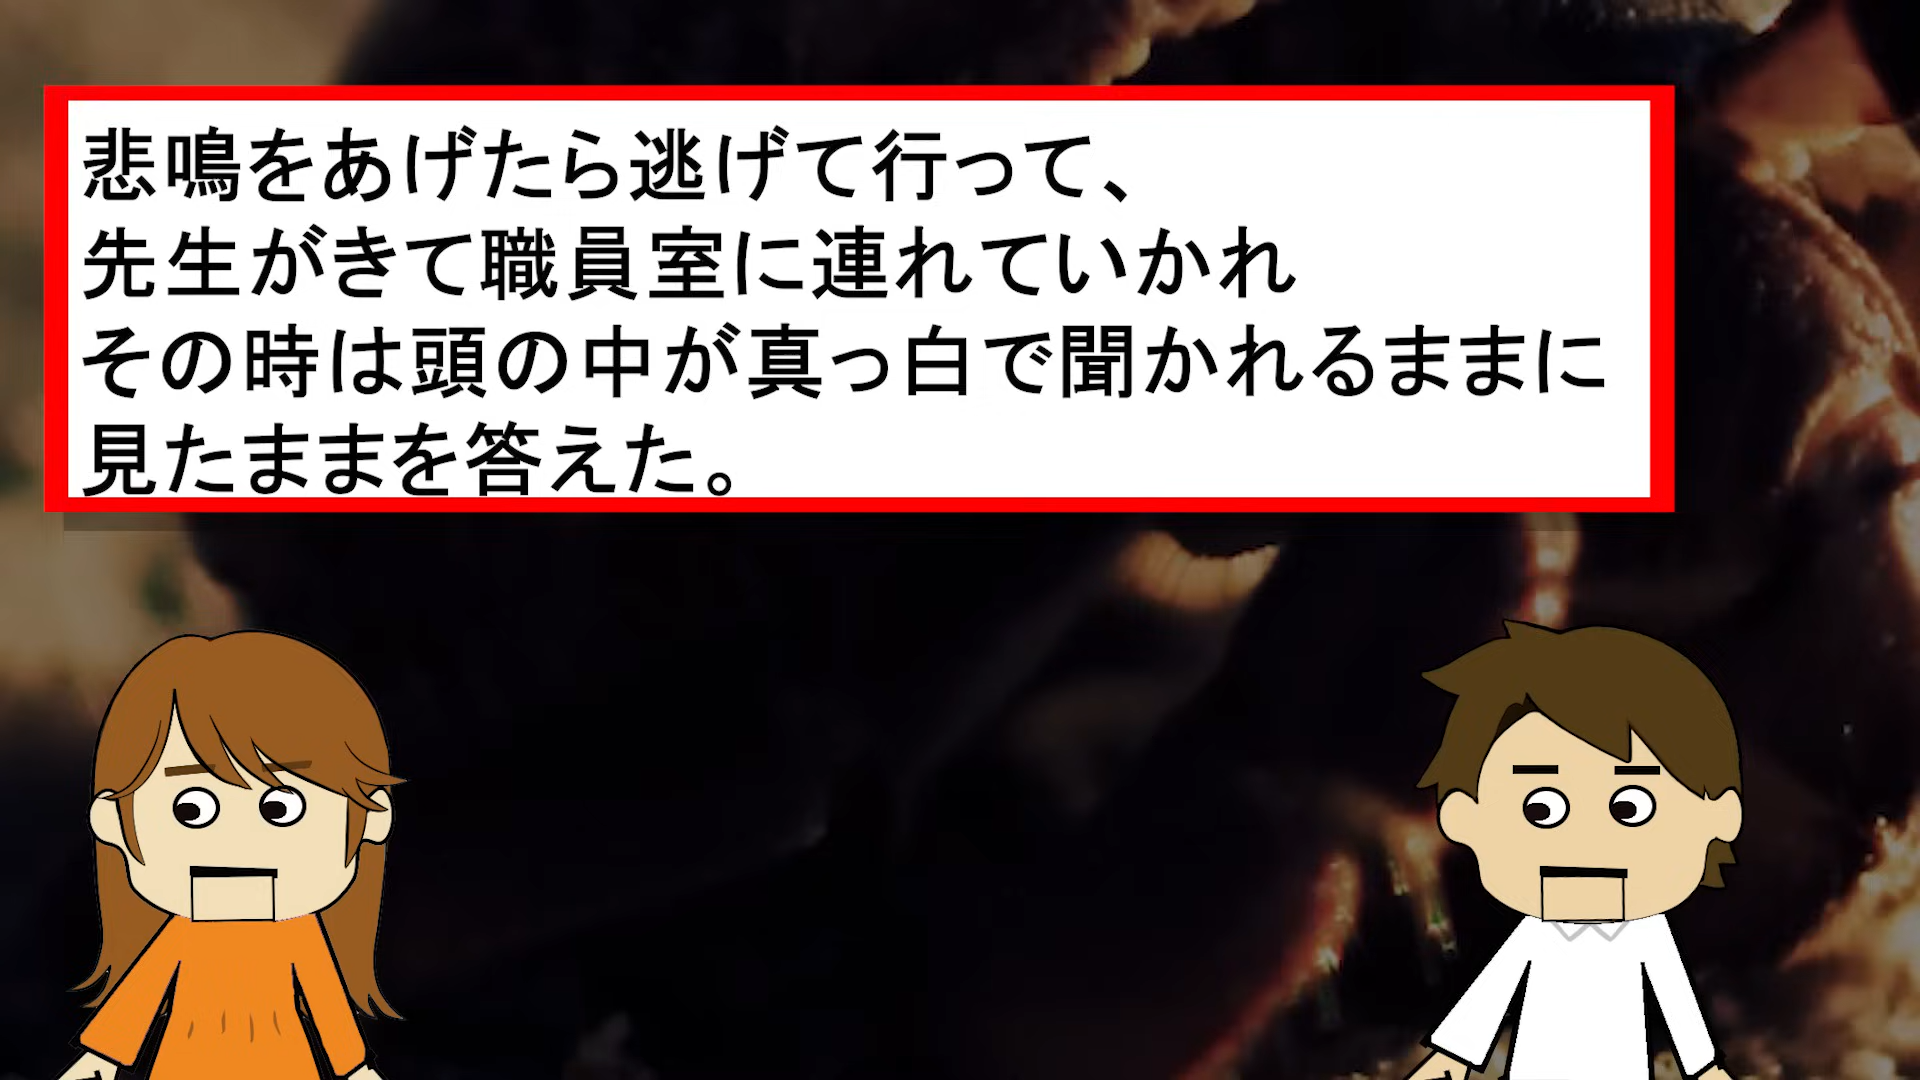 悲鳴をあげたら逃げて行って、
先生がきて職員室に連れていかれ
その時は頭の中が真っ白で聞かれるままに
見たままを答えた。